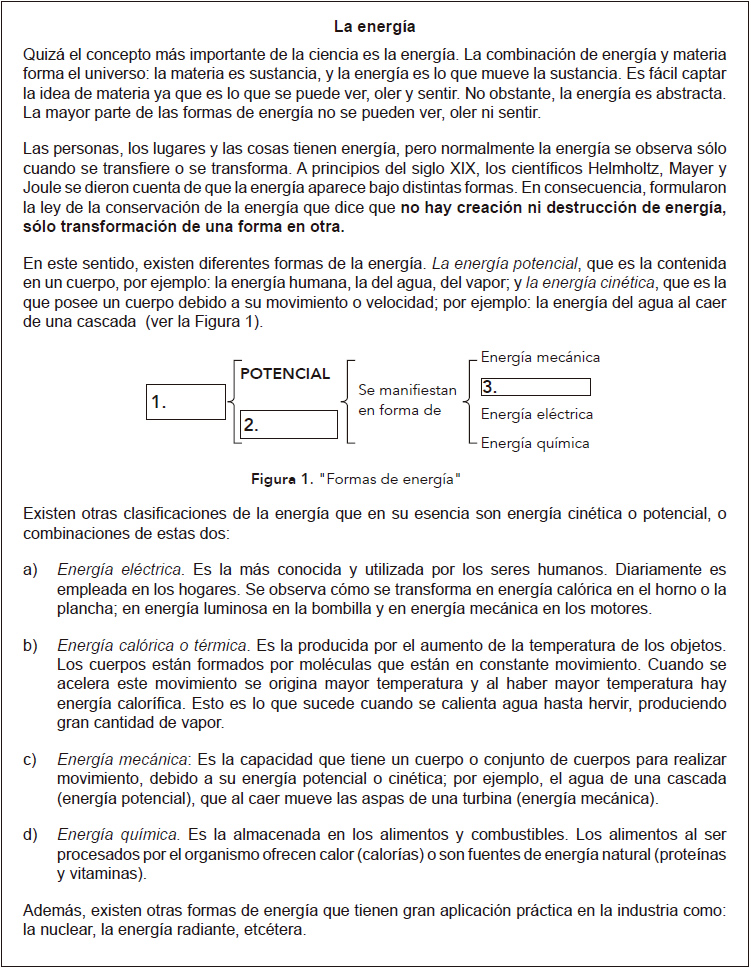 La energía
Quizá el concepto más importante de la ciencia es la energía. La combinación de energía y materia
forma el universo: la materia es sustancia, y la energía es lo que mueve la sustancia. Es fácil captar
la idea de materia ya que es lo que se puede ver, oler y sentir. No obstante, la energía es abstracta.
La mayor parte de las formas de energía no se pueden ver, oler ni sentir.
Las personas, los lugares y las cosas tienen energía, pero normalmente la energía se observa sólo
cuando se transfiere o se transforma. A principios del siglo XIX, los científicos Helmholtz, Mayer y
Joule se dieron cuenta de que la energía aparece bajo distintas formas. En consecuencia, formularon
la ley de la conservación de la energía que dice que no hay creación ni destrucción de energía,
sólo transformación de una forma en otra.
En este sentido, existen diferentes formas de la energía. La energía potencial, que es la contenida
en un cuerpo, por ejemplo: la energía humana, la del agua, del vapor; y la energía cinética, que es la
que posee un cuerpo debido a su movimiento o velocidad; por ejemplo: la energía del agua al caer
de una cascada (ver la Figura 1).
1.
POTENCIAL
2.
Se manifiestan
en forma de
Energía mecánica
3.
Energía eléctrica
Energía química
Figura 1. "Formas de energía"
Existen otras clasificaciones de la energía que en su esencia son energía cinética o potencial, o
combinaciones de estas dos:
a) Energía eléctrica. Es la más conocida y utilizada por los seres humanos. Diariamente es
empleada en los hogares. Se observa cómo se transforma en energía calórica en el horno o la
plancha; en energía luminosa en la bombilla y en energía mecánica en los motores.
b) Energía calórica o térmica. Es la producida por el aumento de la temperatura de los objetos.
Los cuerpos están formados por moléculas que están en constante movimiento. Cuando se
acelera este movimiento se origina mayor temperatura y al haber mayor temperatura hay
energía calorífica. Esto es lo que sucede cuando se calienta agua hasta hervir, produciendo
gran cantidad de vapor.
c) Energía mecánica: Es la capacidad que tiene un cuerpo o conjunto de cuerpos para realizar
movimiento, debido a su energía potencial o cinética; por ejemplo, el agua de una cascada
(energía potencial), que al caer mueve las aspas de una turbina (energía mecánica).
d) Energía química. Es la almacenada en los alimentos y combustibles. Los alimentos al ser
procesados por el organismo ofrecen calor (calorías) o son fuentes de energía natural (proteínas
y vitaminas).
Además, existen otras formas de energía que tienen gran aplicación práctica en la industria como:
la nuclear, la energía radiante, etcétera.